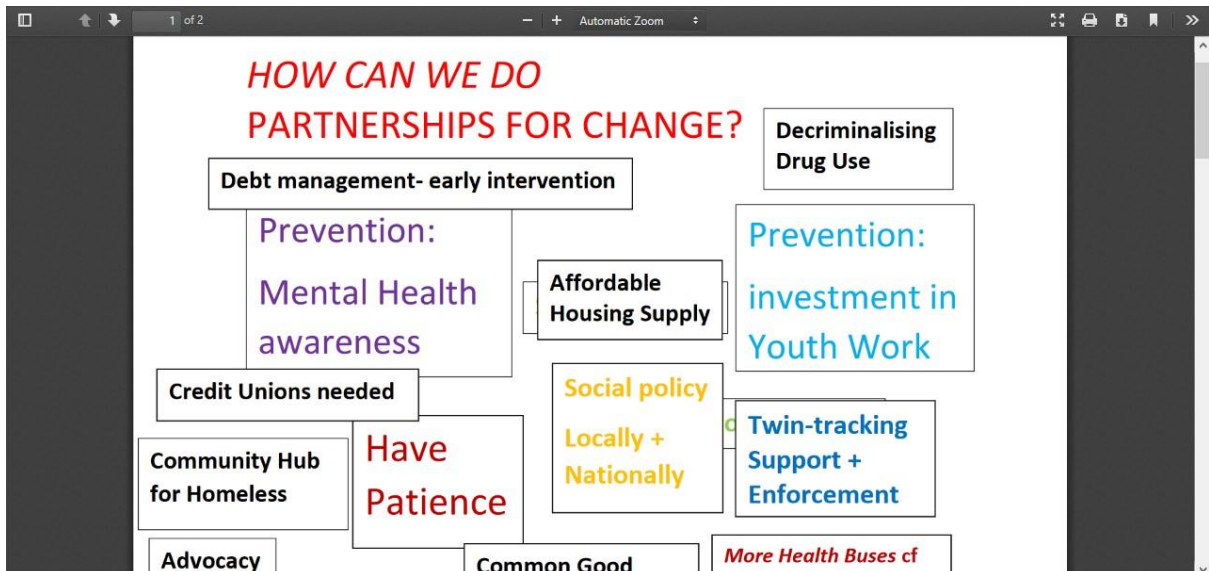 1 of 2
Automatic Zoom
HOW CAN WE DO
PARTNERSHIPS FOR CHANGE?
Decriminalising
Drug Use
Debt management- early intervention
Prevention:
Mental Health
awareness
Affordable
Housing Supply
Prevention:
investment in
Youth Work
Credit Unions needed
Social policy
Locally +
Nationally
Twin-tracking
Support +
Enforcement
Have
Patience
Community Hub
for Homeless
Advocacy
Common Good
More Health Buses cf